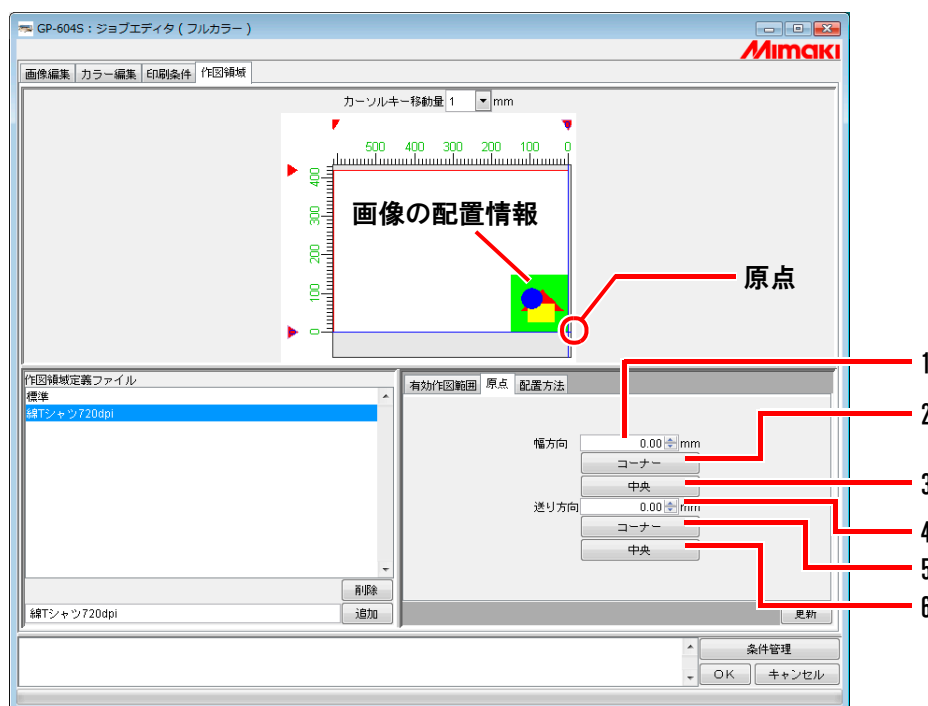 GP-604S : ジョブエディタ ( フルカラー )
Mimaki
画像編集 カラー編集 印刷条件 作図領域
カーソルキー移動量 1 mm
500 400 300 200 100 0
400
300
200
100
0
画像の配置情報
原点
作図領域定義ファイル
標準
綿Tシャツ720dpi
削除
綿Tシャツ720dpi 追加
有効作図範囲 原点 配置方法
幅方向 0.00 mm
コーナー
中央
送り方向 0.00 mm
コーナー
中央
更新
1
2
3
4
5
6
条件管理
OK キャンセル